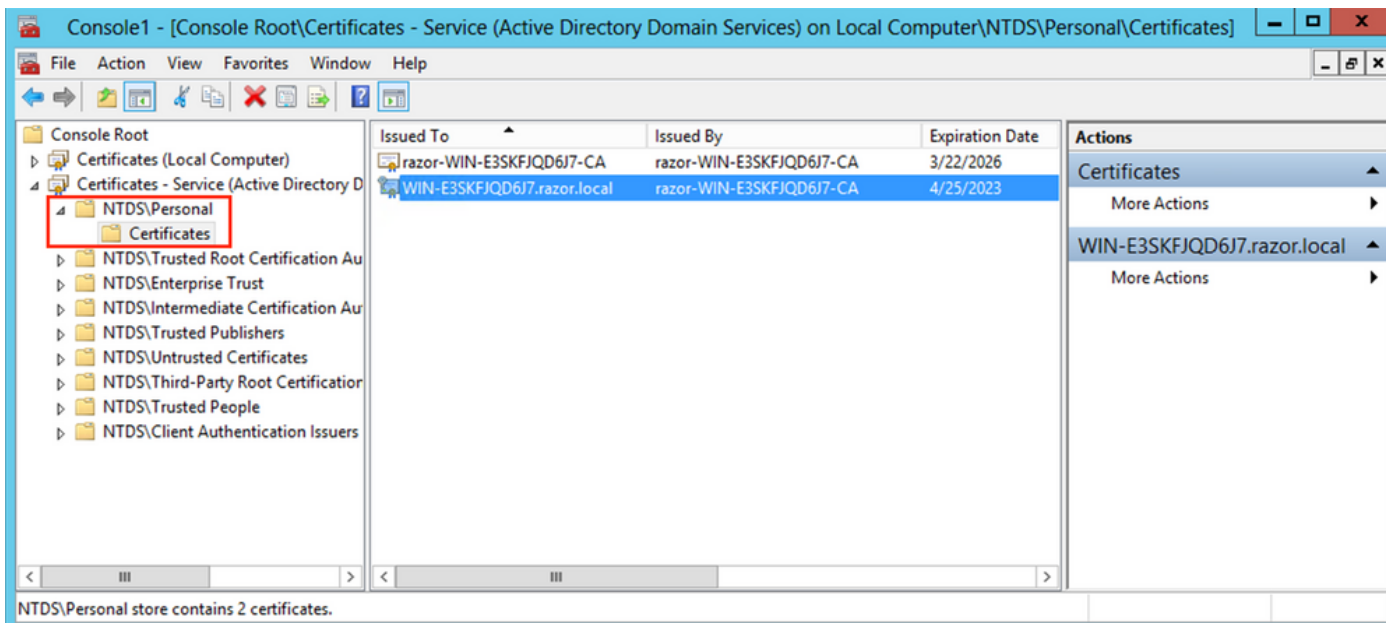 Console1 - [Console Root\Certificates - Service (Active Directory Domain Services) on Local Computer\NTDS\Personal\Certificates]
File Action View Favorites Window Help
Console Root
Certificates (Local Computer)
Certificates - Service (Active Directory D
NTDS\Personal
Certificates
NTDS\Trusted Root Certification Au
NTDS\Enterprise Trust
NTDS\Intermediate Certification Au
NTDS\Trusted Publishers
NTDS\Untrusted Certificates
NTDS\Third-Party Root Certification
NTDS\Trusted People
NTDS\Client Authentication Issuers
Issued To Issued By Expiration Date
razor-WIN-E3SKFJQD6J7-CA razor-WIN-E3SKFJQD6J7-CA 3/22/2026
WIN-E3SKFJQD6J7.razor.local razor-WIN-E3SKFJQD6J7-CA 4/25/2023
Actions
Certificates
More Actions
WIN-E3SKFJQD6J7.razor.local
More Actions
NTDS\Personal store contains 2 certificates.